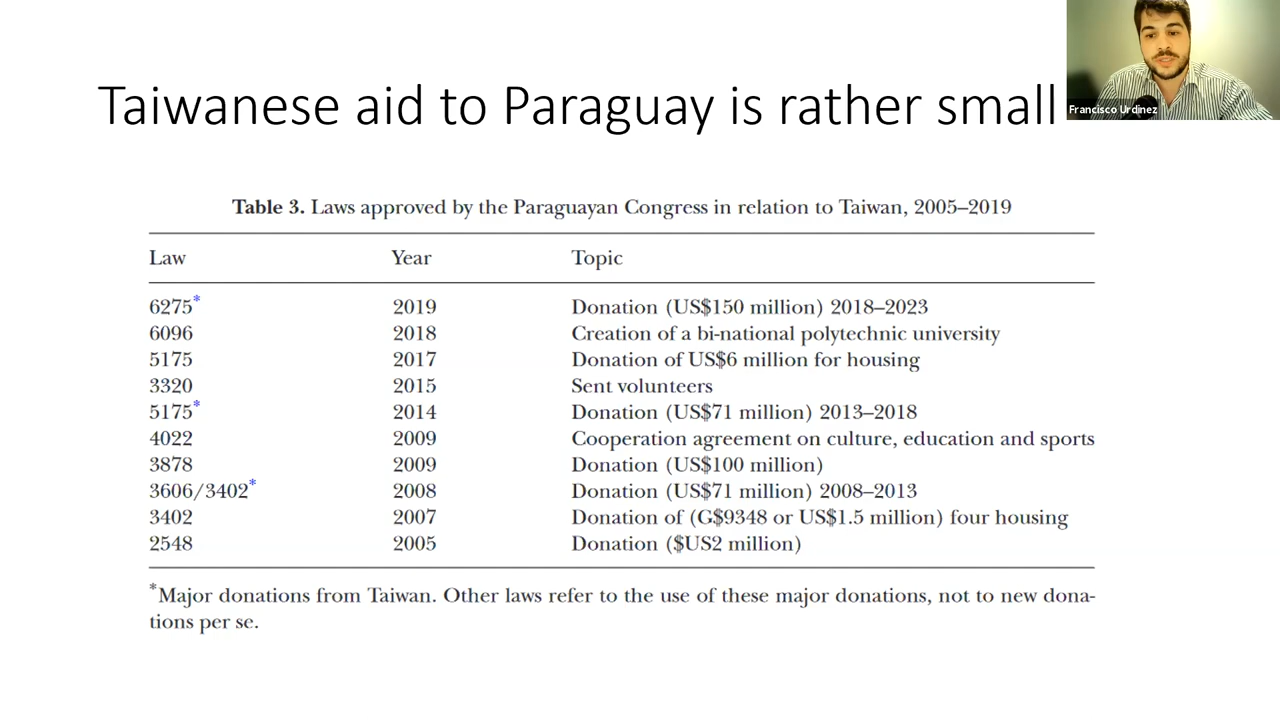 Taiwanese aid to Paraguay is rather small
Francisco Urdinez
Table 3. Laws approved by the Paraguayan Congress in relation to Taiwan, 2005–2019
Law Year Topic
6275* 2019 Donation (US$150 million) 2018–2023
6096 2018 Creation of a bi-national polytechnic university
5175 2017 Donation of US$6 million for housing
3320 2015 Sent volunteers
5175* 2014 Donation (US$71 million) 2013–2018
4022 2009 Cooperation agreement on culture, education and sports
3878 2009 Donation (US$100 million)
3606/3402* 2008 Donation (US$71 million) 2008–2013
3402 2007 Donation of (G$9348 or US$1.5 million) four housing
2548 2005 Donation ($US2 million)
*Major donations from Taiwan. Other laws refer to the use of these major donations, not to new dona-
tions per se.